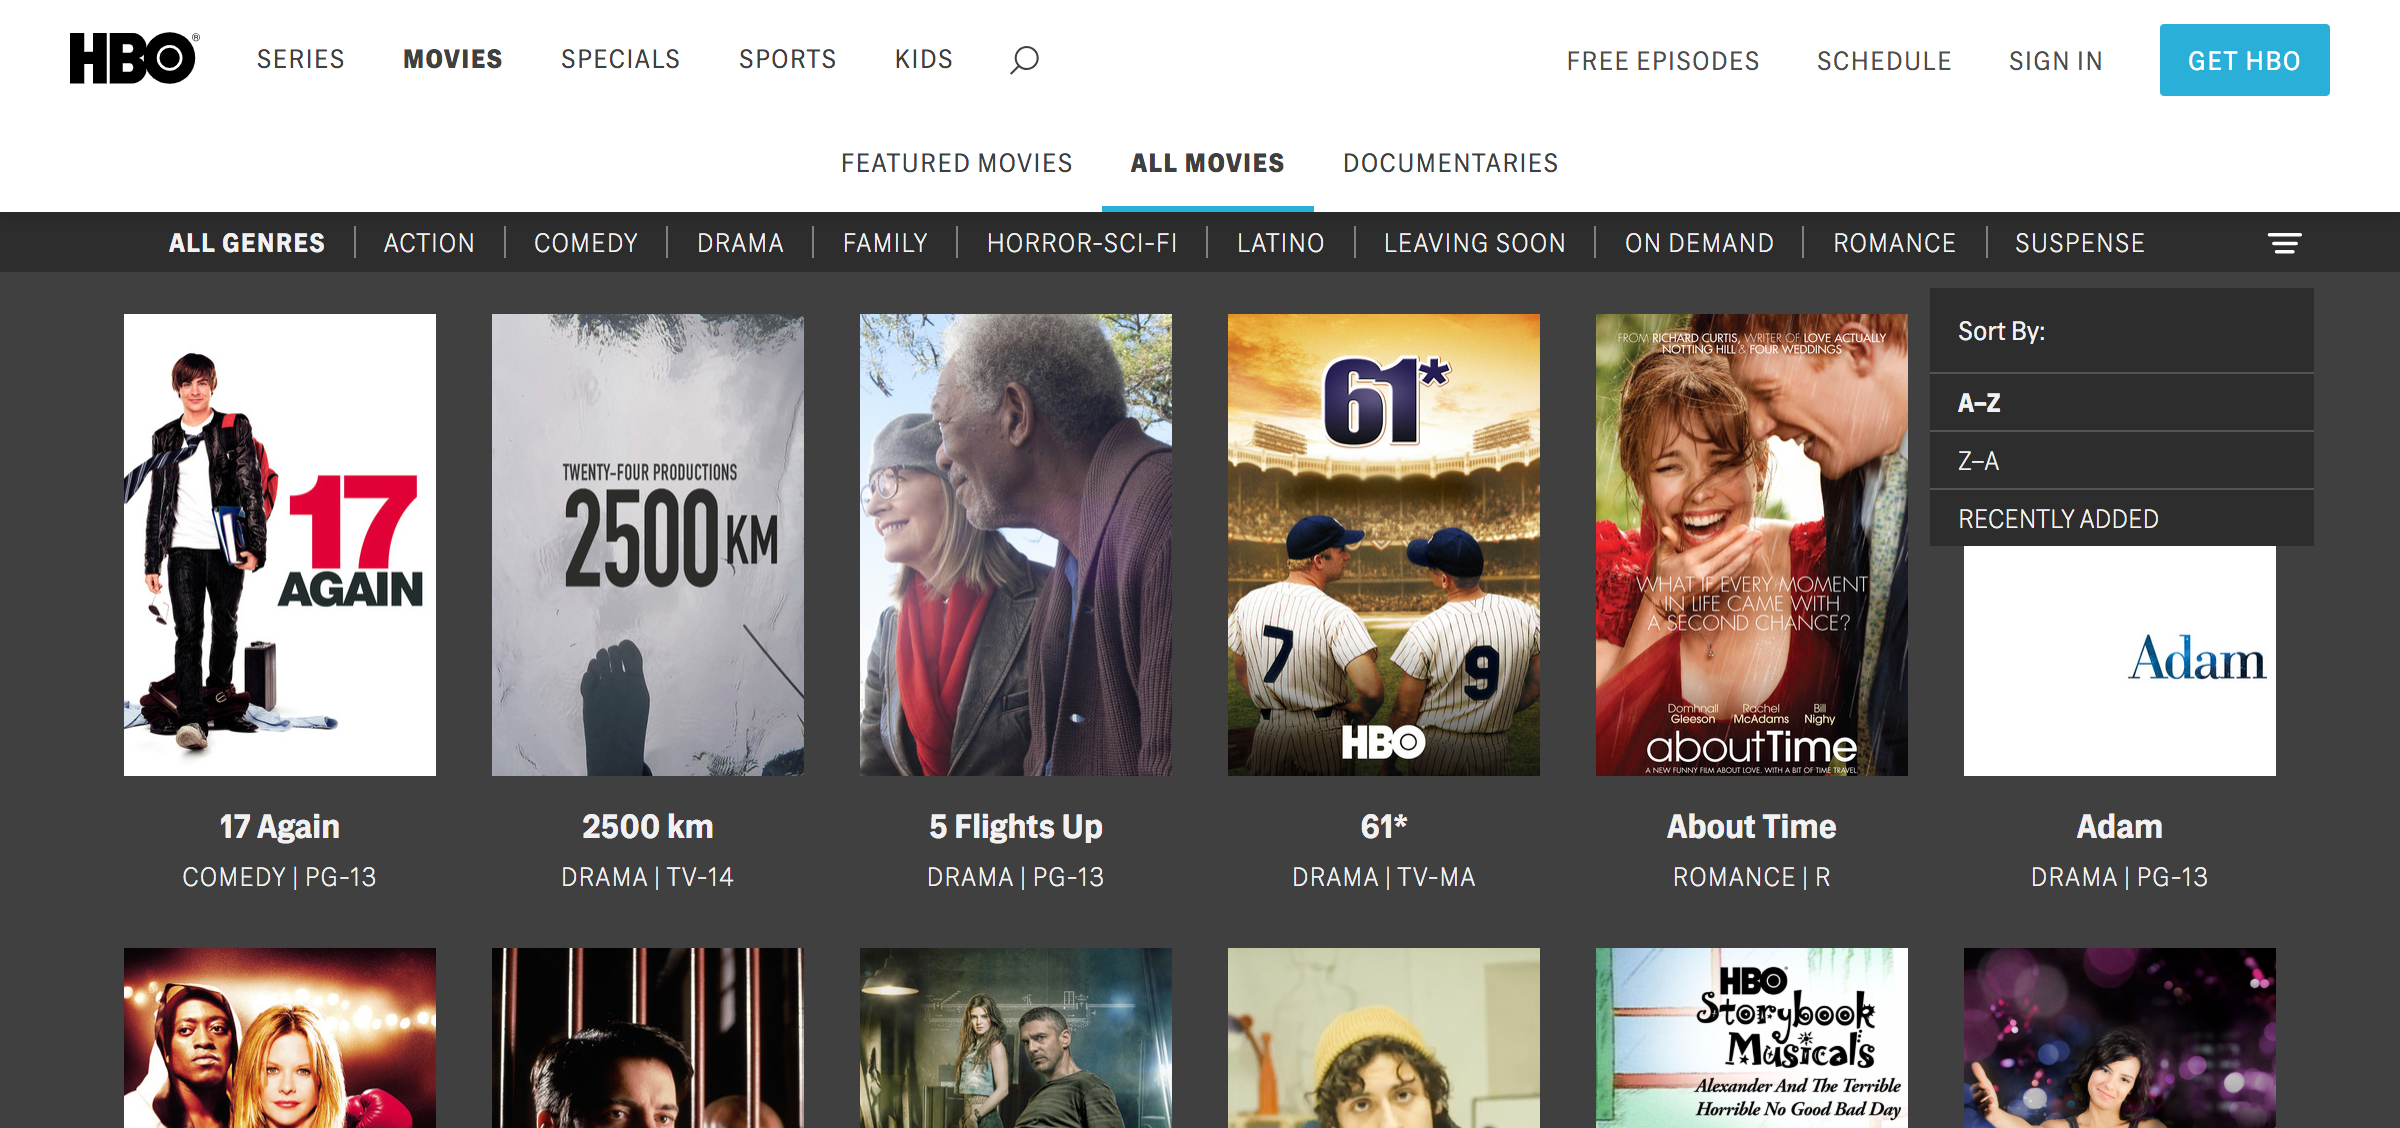 HBO®
SERIES
MOVIES
SPECIALS
SPORTS
KIDS
FREE EPISODES
SCHEDULE
SIGN IN
GET HBO
FEATURED MOVIES
ALL MOVIES
DOCUMENTARIES
ALL GENRES
ACTION
COMEDY
DRAMA
FAMILY
HORROR-SCI-FI
LATINO
LEAVING SOON
ON DEMAND
ROMANCE
SUSPENSE
Sort By:
A–Z
Z–A
RECENTLY ADDED
17
AGAIN
TWENTY-FOUR PRODUCTIONS
2500 KM
61*
7
9
HBO
FROM RICHARD CURTIS, WRITER OF LOVE ACTUALLY
NOTTING HILL & FOUR WEDDINGS
WHAT IF EVERY MOMENT
IN LIFE CAME WITH
A SECOND CHANCE?
Domhnall Gleeson
Rachel McAdams
Bill Nighy
aboutTime
A NEW FUNNY FILM ABOUT LOVE. WITH A BIT OF TIME TRAVEL.
Adam
17 Again
COMEDY | PG-13
2500 km
DRAMA | TV-14
5 Flights Up
DRAMA | PG-13
61*
DRAMA | TV-MA
About Time
ROMANCE | R
Adam
DRAMA | PG-13
HBO
Storybook
Musicals
Alexander And The Terrible
Horrible No Good Bad Day